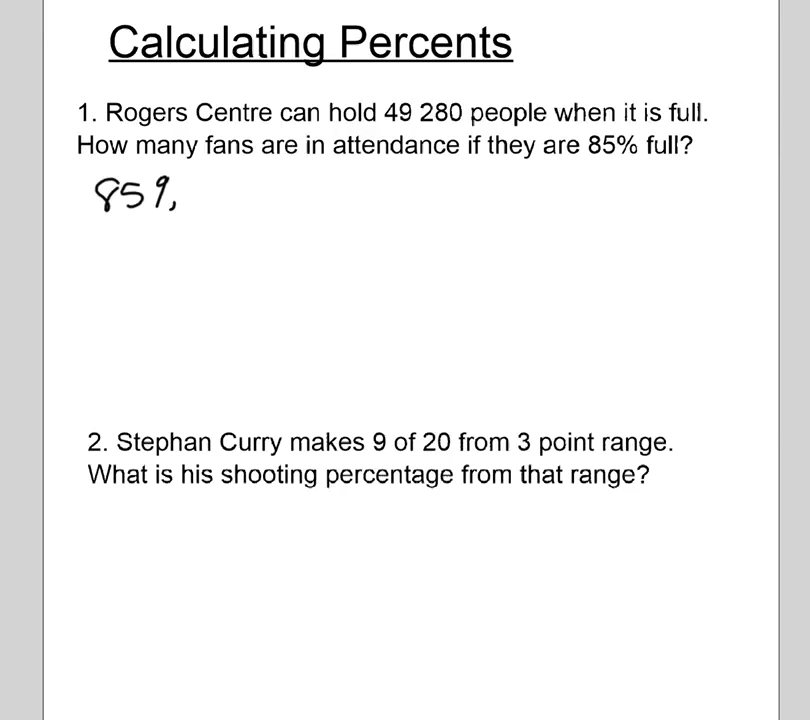 Calculating Percents
1. Rogers Centre can hold 49 280 people when it is full.
How many fans are in attendance if they are 85% full?
85%
2. Stephan Curry makes 9 of 20 from 3 point range.
What is his shooting percentage from that range?